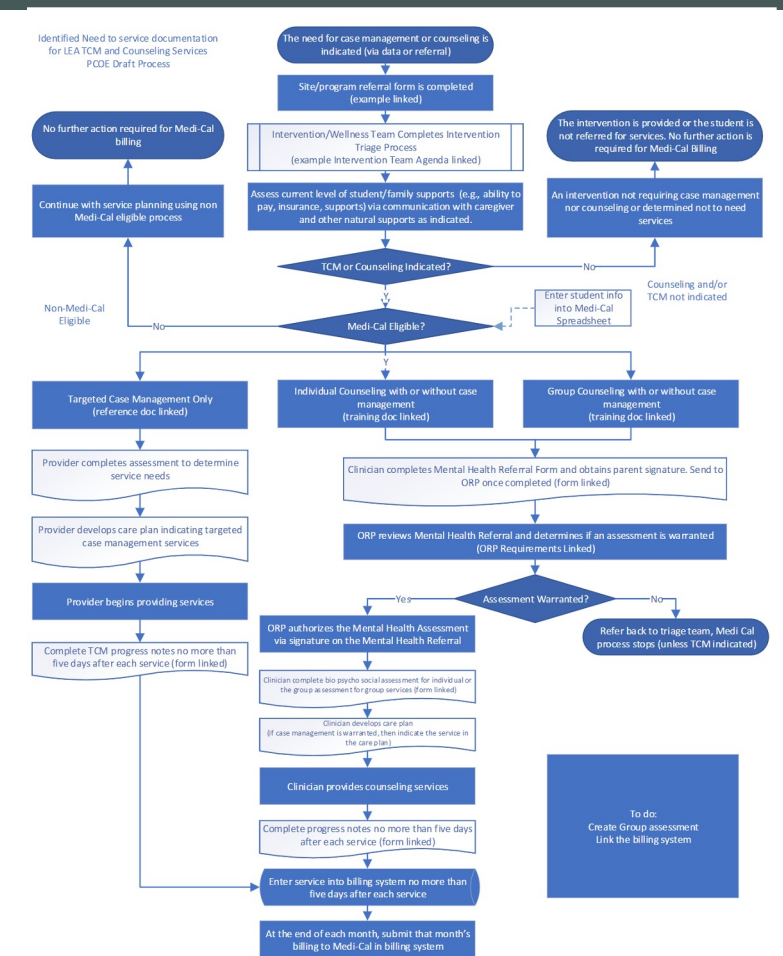 Identified Need to service documentation
for LEA TCM and Counseling Services
PCOE Draft Process
The need for case management or counseling is
indicated (via data or referral)
Site/program referral form is completed
(example linked)
No further action required for Medi-Cal
billing
Intervention/Wellness Team Completes Intervention
Triage Process
(example Intervention Team Agenda linked)
The intervention is provided or the student is
not referred for services. No further action is
required for Medi-Cal Billing
Continue with service planning using non
Medi-Cal eligible process
Assess current level of student/family supports (e.g., ability to
pay, insurance, supports) via communication with caregiver
and other natural supports as indicated.
An intervention not requiring case management
nor counseling or determined not to need
services
TCM or Counseling Indicated?
No
Y
Counseling and/or
TCM not indicated
Enter student info
into Medi-Cal
Spreadsheet
Non-Medi-Cal
Eligible
No
Medi-Cal Eligible?
Y
Targeted Case Management Only
(reference doc linked)
Individual Counseling with or without case
management
(training doc linked)
Group Counseling with or without case
management
(training doc linked)
Provider completes assessment to determine
service needs
Clinician completes Mental Health Referral Form and obtains parent signature. Send to
ORP once completed (form linked)
Provider develops care plan indicating targeted
case management services
ORP reviews Mental Health Referral and determines if an assessment is warranted
(ORP Requirements Linked)
Provider begins providing services
Yes
Assessment Warranted?
No
ORP authorizes the Mental Health Assessment
via signature on the Mental Health Referral
Refer back to triage team, Medi Cal
process stops (unless TCM indicated)
Complete TCM progress notes no more than
five days after each service (form linked)
Clinician complete bio psycho social assessment for individual or
the group assessment for group services (form linked)
Clinician develops care plan
(if case management is warranted, then indicate the service in
the care plan)
Clinician provides counseling services
To do:
Create Group assessment
Link the billing system
Complete progress notes no more than five days
after each service (form linked)
Enter service into billing system no more than
five days after each service
At the end of each month, submit that month's
billing to Medi-Cal in billing system